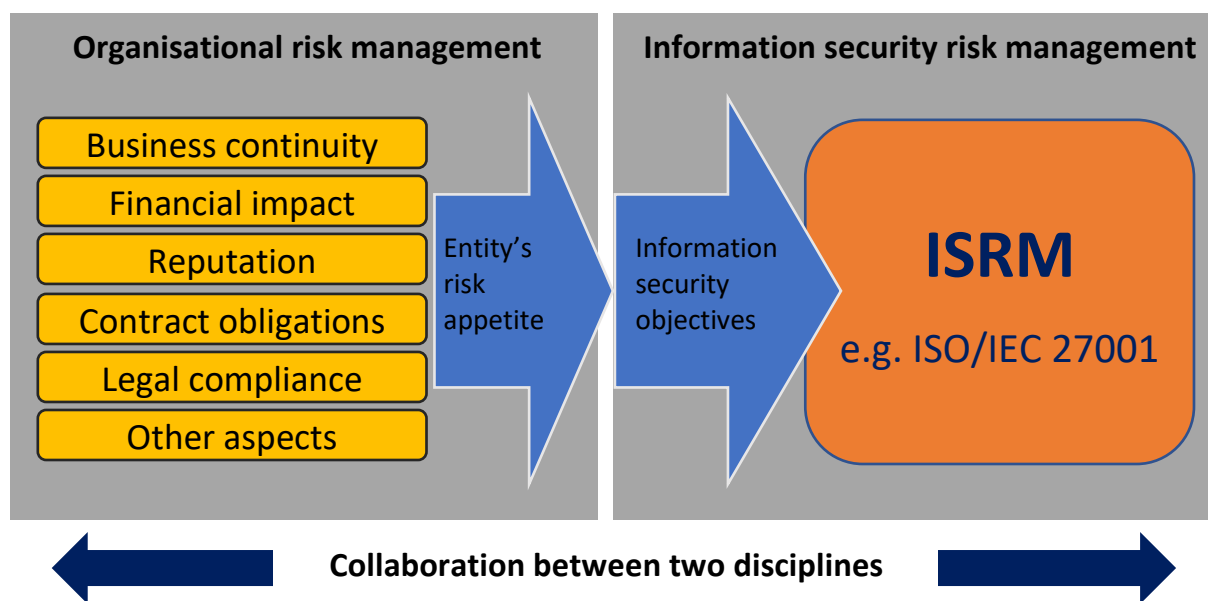 Organisational risk management
Business continuity
Financial impact
Reputation
Contract obligations
Legal compliance
Other aspects
Entity’s
risk
appetite
Information security risk management
Information
security
objectives
ISRM
e.g. ISO/IEC 27001
Collaboration between two disciplines